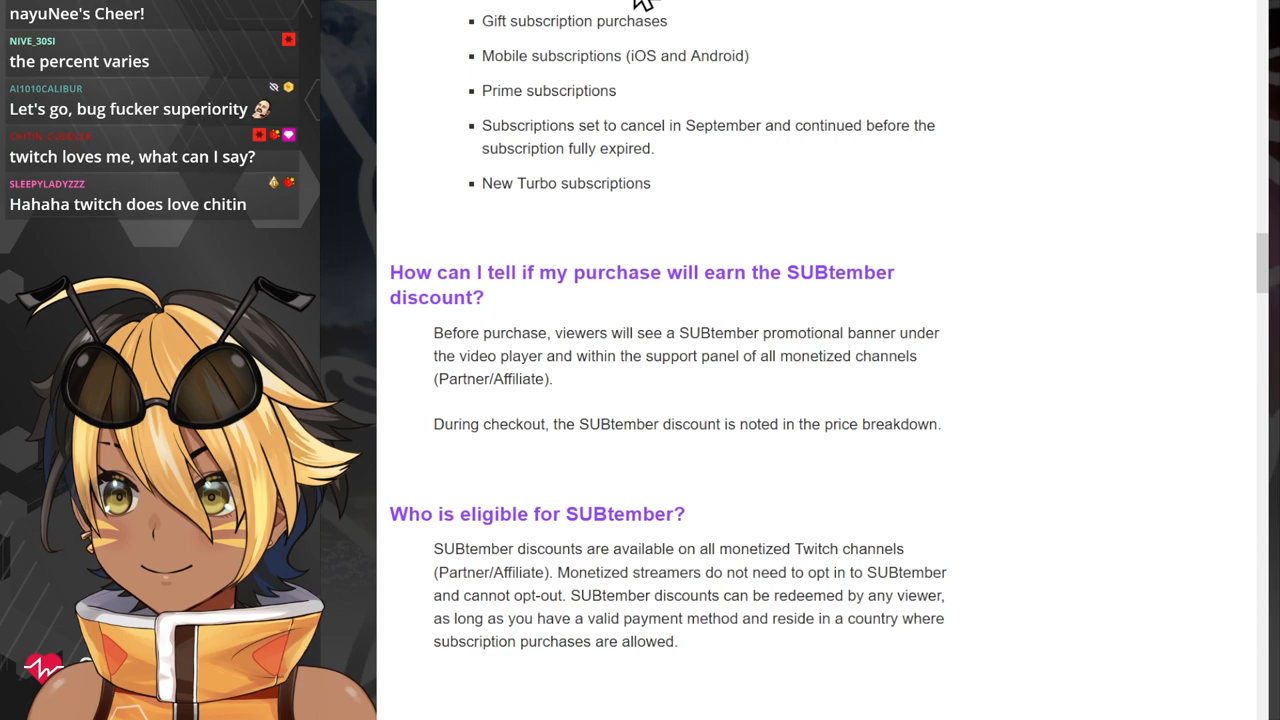 nayuNee's Cheer!
NIVE_30SI
the percent varies
AI1010CALIBUR
Let's go, bug fucker superiority
CHITIN_CUDDLER
twitch loves me, what can I say?
SLEEPYLADYZZZ
Hahaha twitch does love chitin
Gift subscription purchases
Mobile subscriptions (iOS and Android)
Prime subscriptions
Subscriptions set to cancel in September and continued before the
subscription fully expired.
New Turbo subscriptions
How can I tell if my purchase will earn the SUBtember
discount?
Before purchase, viewers will see a SUBtember promotional banner under
the video player and within the support panel of all monetized channels
(Partner/Affiliate).
During checkout, the SUBtember discount is noted in the price breakdown.
Who is eligible for SUBtember?
SUBtember discounts are available on all monetized Twitch channels
(Partner/Affiliate). Monetized streamers do not need to opt in to SUBtember
and cannot opt-out. SUBtember discounts can be redeemed by any viewer,
as long as you have a valid payment method and reside in a country where
subscription purchases are allowed.